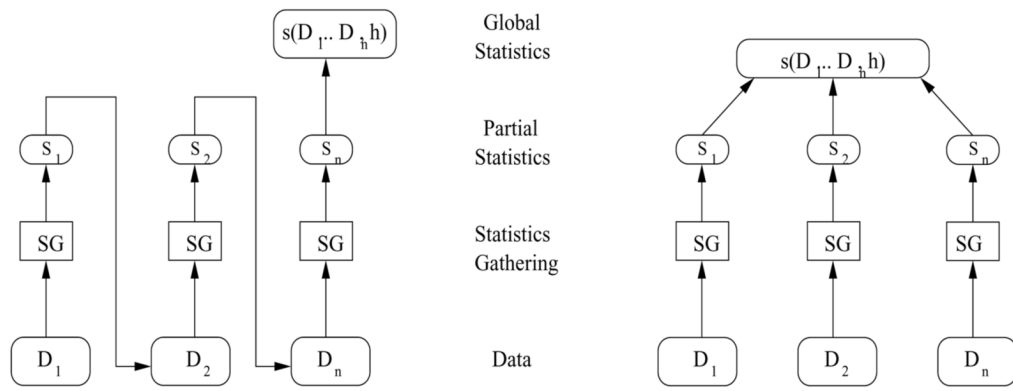 s(D1.. Dn, h)
Global
Statistics
s(D1.. Dn, h)
S1
S2
Sn
Partial
Statistics
S1
S2
Sn
SG
SG
SG
Statistics
Gathering
SG
SG
SG
D1
D2
Dn
Data
D1
D2
Dn